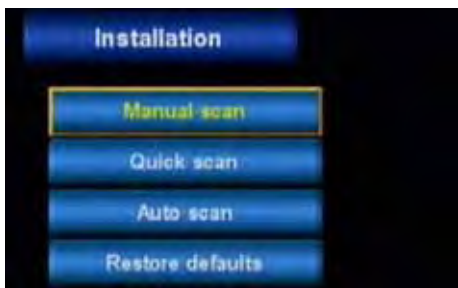 Installation
Manual scan
Quick scan
Auto scan
Restore defaults